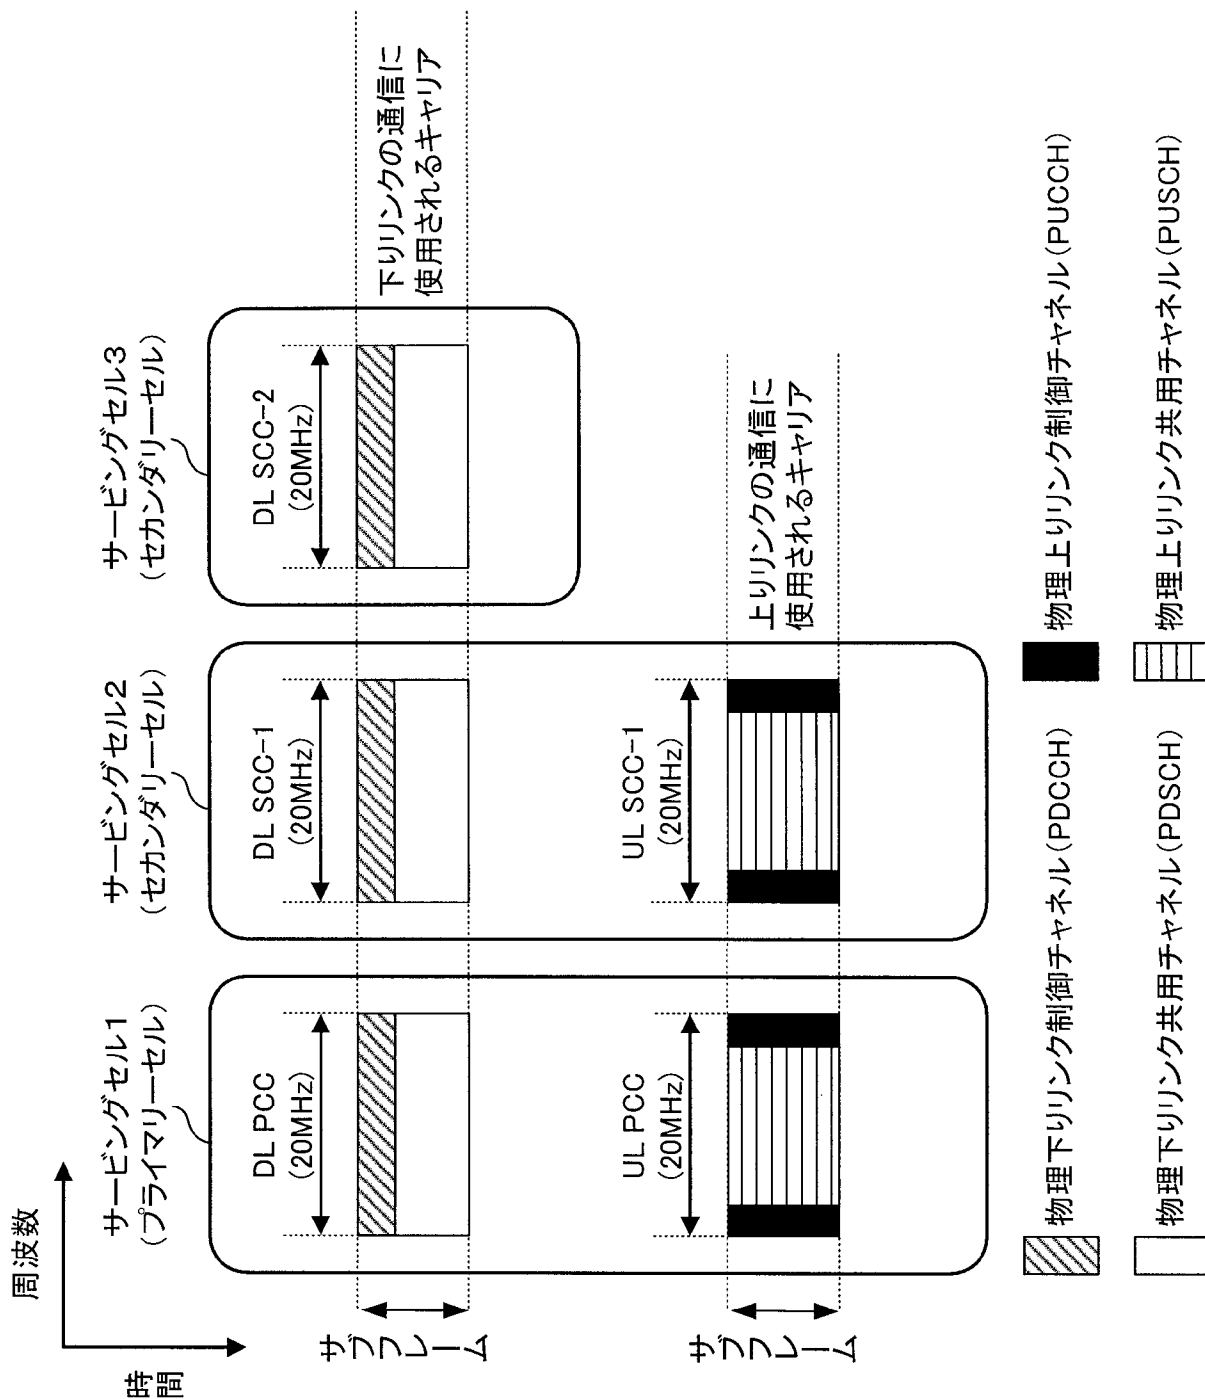 周波数
時間
サービングセル1
(プライマリーセル)
サービングセル2
(セカンダリーセル)
サービングセル3
(セカンダリーセル)
DL PCC
(20MHz)
DL SCC-1
(20MHz)
DL SCC-2
(20MHz)
サブフレーム
下りリンクの通信に
使用されるキャリア
UL PCC
(20MHz)
UL SCC-1
(20MHz)
サブフレーム
上りリンクの通信に
使用されるキャリア
物理下りリンク制御チャネル(PDCCH)
物理上りリンク制御チャネル(PUCCH)
物理下りリンク共用チャネル(PDSCH)
物理上りリンク共用チャネル(PUSCH)